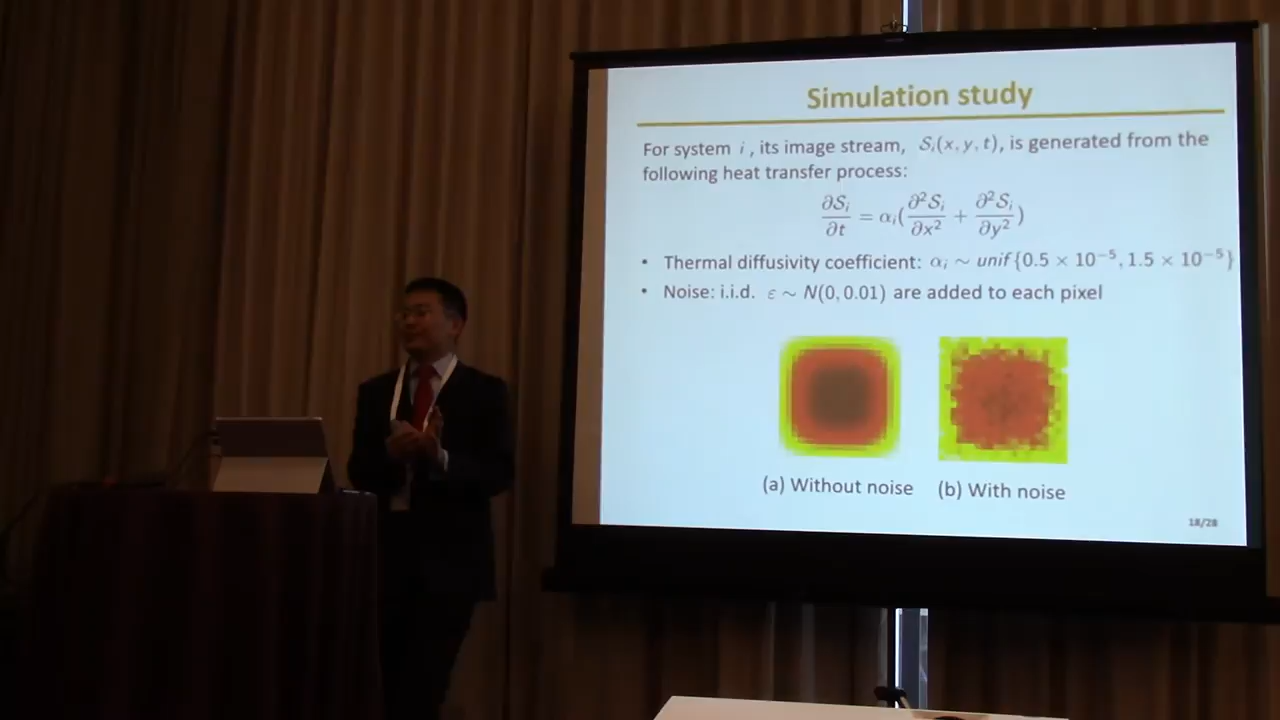 Simulation study
For system i , its image stream, Sᵢ(x, y, t), is generated from the
following heat transfer process:
∂Sᵢ/∂t = αᵢ(∂²Sᵢ/∂x² + ∂²Sᵢ/∂y²)
• Thermal diffusivity coefficient: αᵢ ~ unif{0.5 × 10⁻⁵, 1.5 × 10⁻⁵}
• Noise: i.i.d. ε ~ N(0, 0.01) are added to each pixel
(a) Without noise (b) With noise
18/28